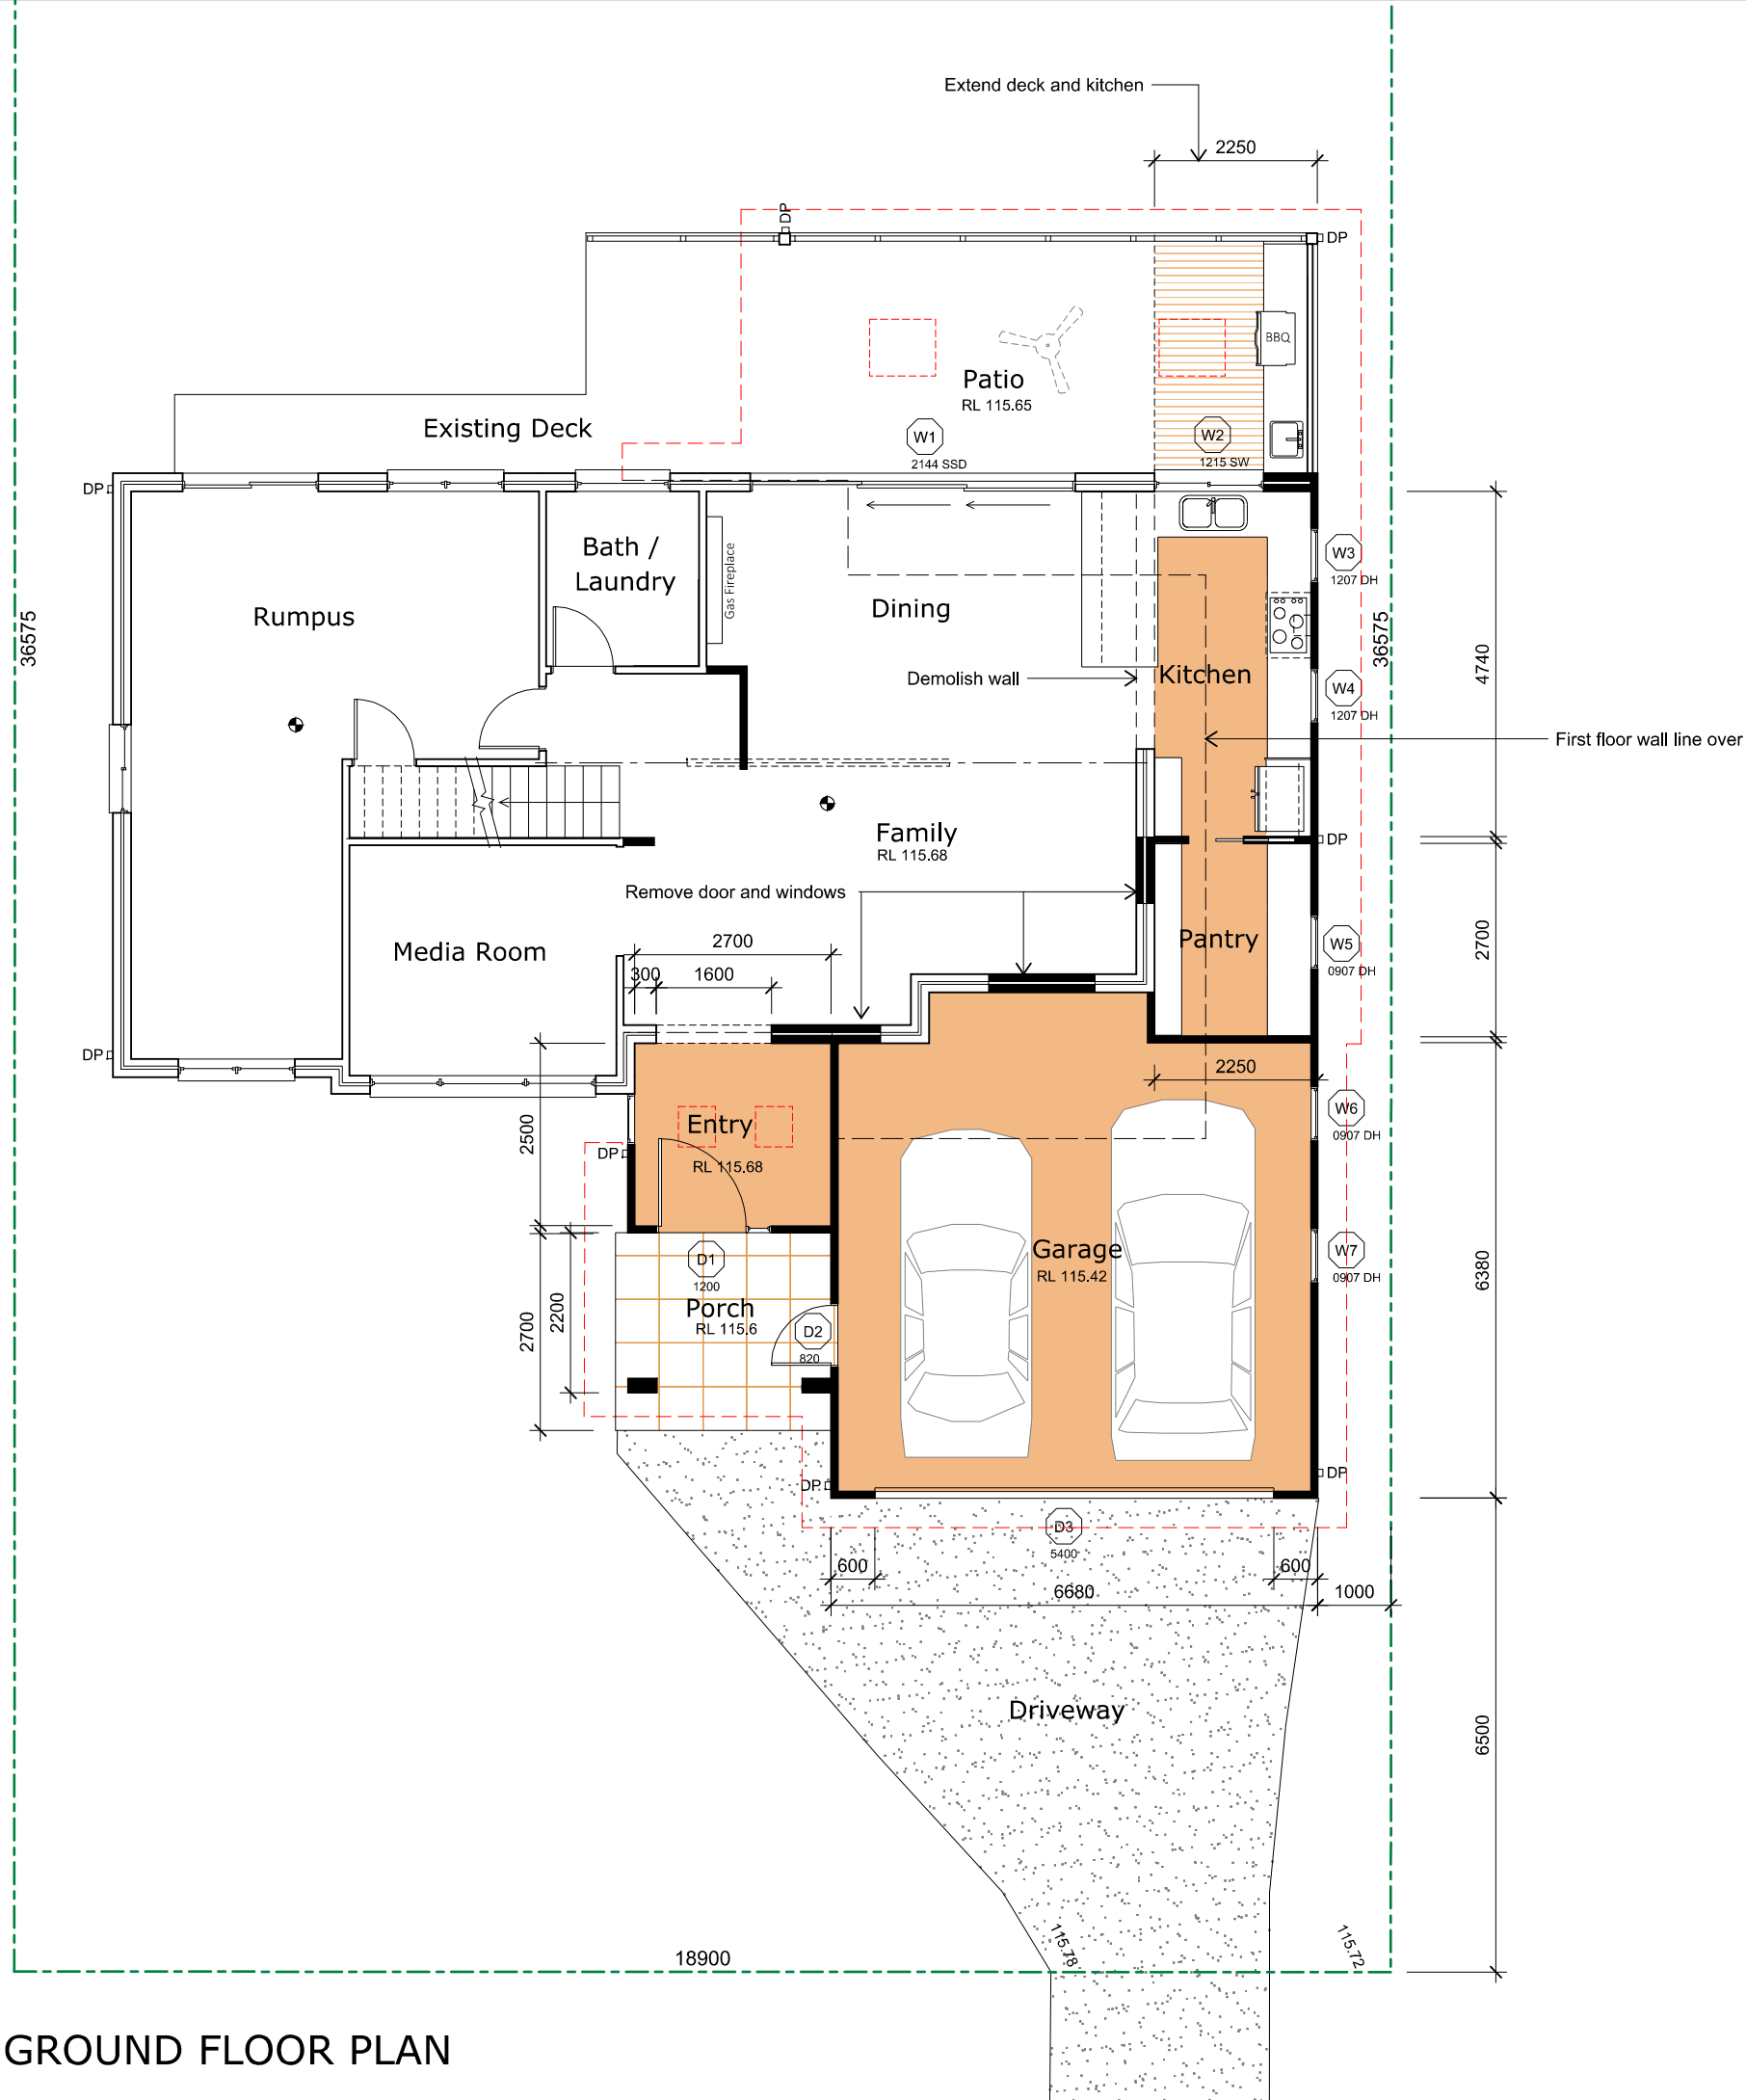 Extend deck and kitchen
2250
DP
DP
BBQ
Patio
RL 115.65
Existing Deck
W1
2144 SSD
W2
1215 SW
DP
Bath /
Laundry
Gas Fireplace
Rumpus
Dining
W3
1207 DH
36575
36575
4740
Demolish wall
Kitchen
W4
1207 DH
First floor wall line over
Family
RL 115.68
DP
Remove door and windows
Media Room
2700
300
1600
Pantry
W5
0907 DH
2700
DP
2250
Entry
RL 115.68
2500
DP
W6
0907 DH
D1
1200
Porch
RL 115.6
D2
820
2700
2200
Garage
RL 115.42
W7
0907 DH
6380
DP
DP
D3
5400
600
600
6680
1000
Driveway
6500
115.78
115.72
18900
GROUND FLOOR PLAN